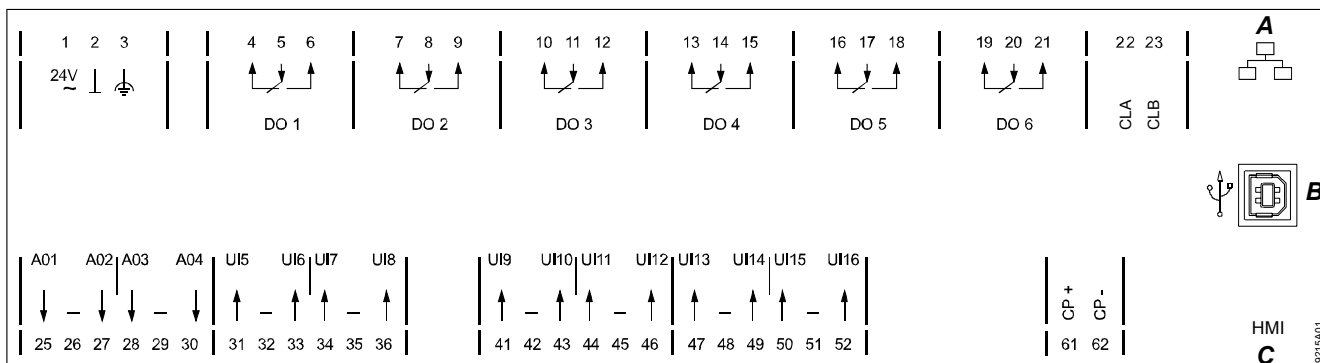 1 2 3 4 5 6 7 8 9 10 11 12 13 14 15 16 17 18 19 20 21 22 23 A
24V ~
DO 1 DO 2 DO 3 DO 4 DO 5 DO 6 CLA CLB
B
A01 A02 A03 A04 UI5 UI6 UI7 UI8 UI9 UI10 UI11 UI12 UI13 UI14 UI15 UI16
– – – – – – – –
CP + CP -
HMI
25 26 27 28 29 30 31 32 33 34 35 36 41 42 43 44 45 46 47 48 49 50 51 52 61 62 C
9215A01